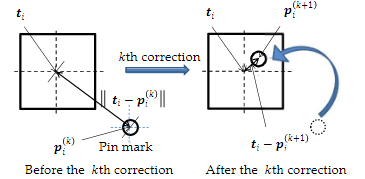 t_i
p_i^{(k+1)}
kth correction
‖ t_i − p_i^{(k)} ‖
p_i^{(k)}
Pin mark
t_i − p_i^{(k+1)}
Before the kth correction
After the kth correction
t_i